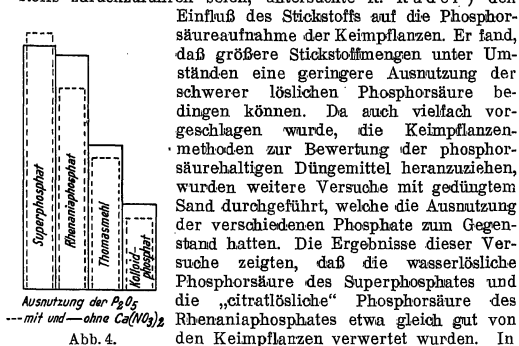 Einfluß des Stickstoffs auf die Phosphor-
säureaufnahme der Keimpflanzen. Er fand,
daß größere Stickstoffmengen unter Um-
ständen eine geringere Ausnutzung der
schwerer löslichen Phosphorsäure be-
dingen können. Da auch vielfach vor-
geschlagen wurde, die Keimpflanzen-
methoden zur Bewertung der phosphor-
säurehaltigen Düngemittel heranzuziehen,
wurden weitere Versuche mit gedüngtem
Sand durchgeführt, welche die Ausnutzung
der verschiedenen Phosphate zum Gegen-
stand hatten. Die Ergebnisse dieser Ver-
suche zeigten, daß die wasserlösliche
Phosphorsäure des Superphosphates und
die „citratlösliche“ Phosphorsäure des
Rhenaniaphosphates etwa gleich gut von
den Keimpflanzen verwertet wurden. In
Superphosphat
Rhenaniaphosphat
Thomasmehl
Kolloid-
phosphat
Ausnutzung der P₂O₅
---mit und—ohne Ca(NO₃)₂
Abb. 4.